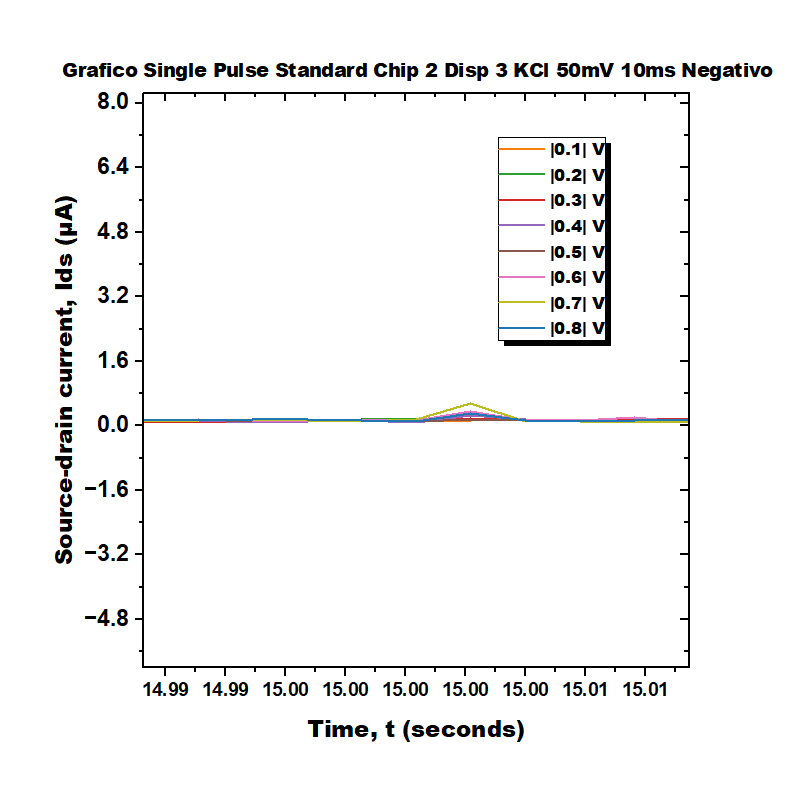 Grafico Single Pulse Standard Chip 2 Disp 3 KCl 50mV 10ms Negativo
8.0
6.4
4.8
3.2
1.6
0.0
−1.6
−3.2
−4.8
Source-drain current, Ids (µA)
|0.1| V
|0.2| V
|0.3| V
|0.4| V
|0.5| V
|0.6| V
|0.7| V
|0.8| V
14.99 14.99 15.00 15.00 15.00 15.00 15.00 15.01 15.01
Time, t (seconds)